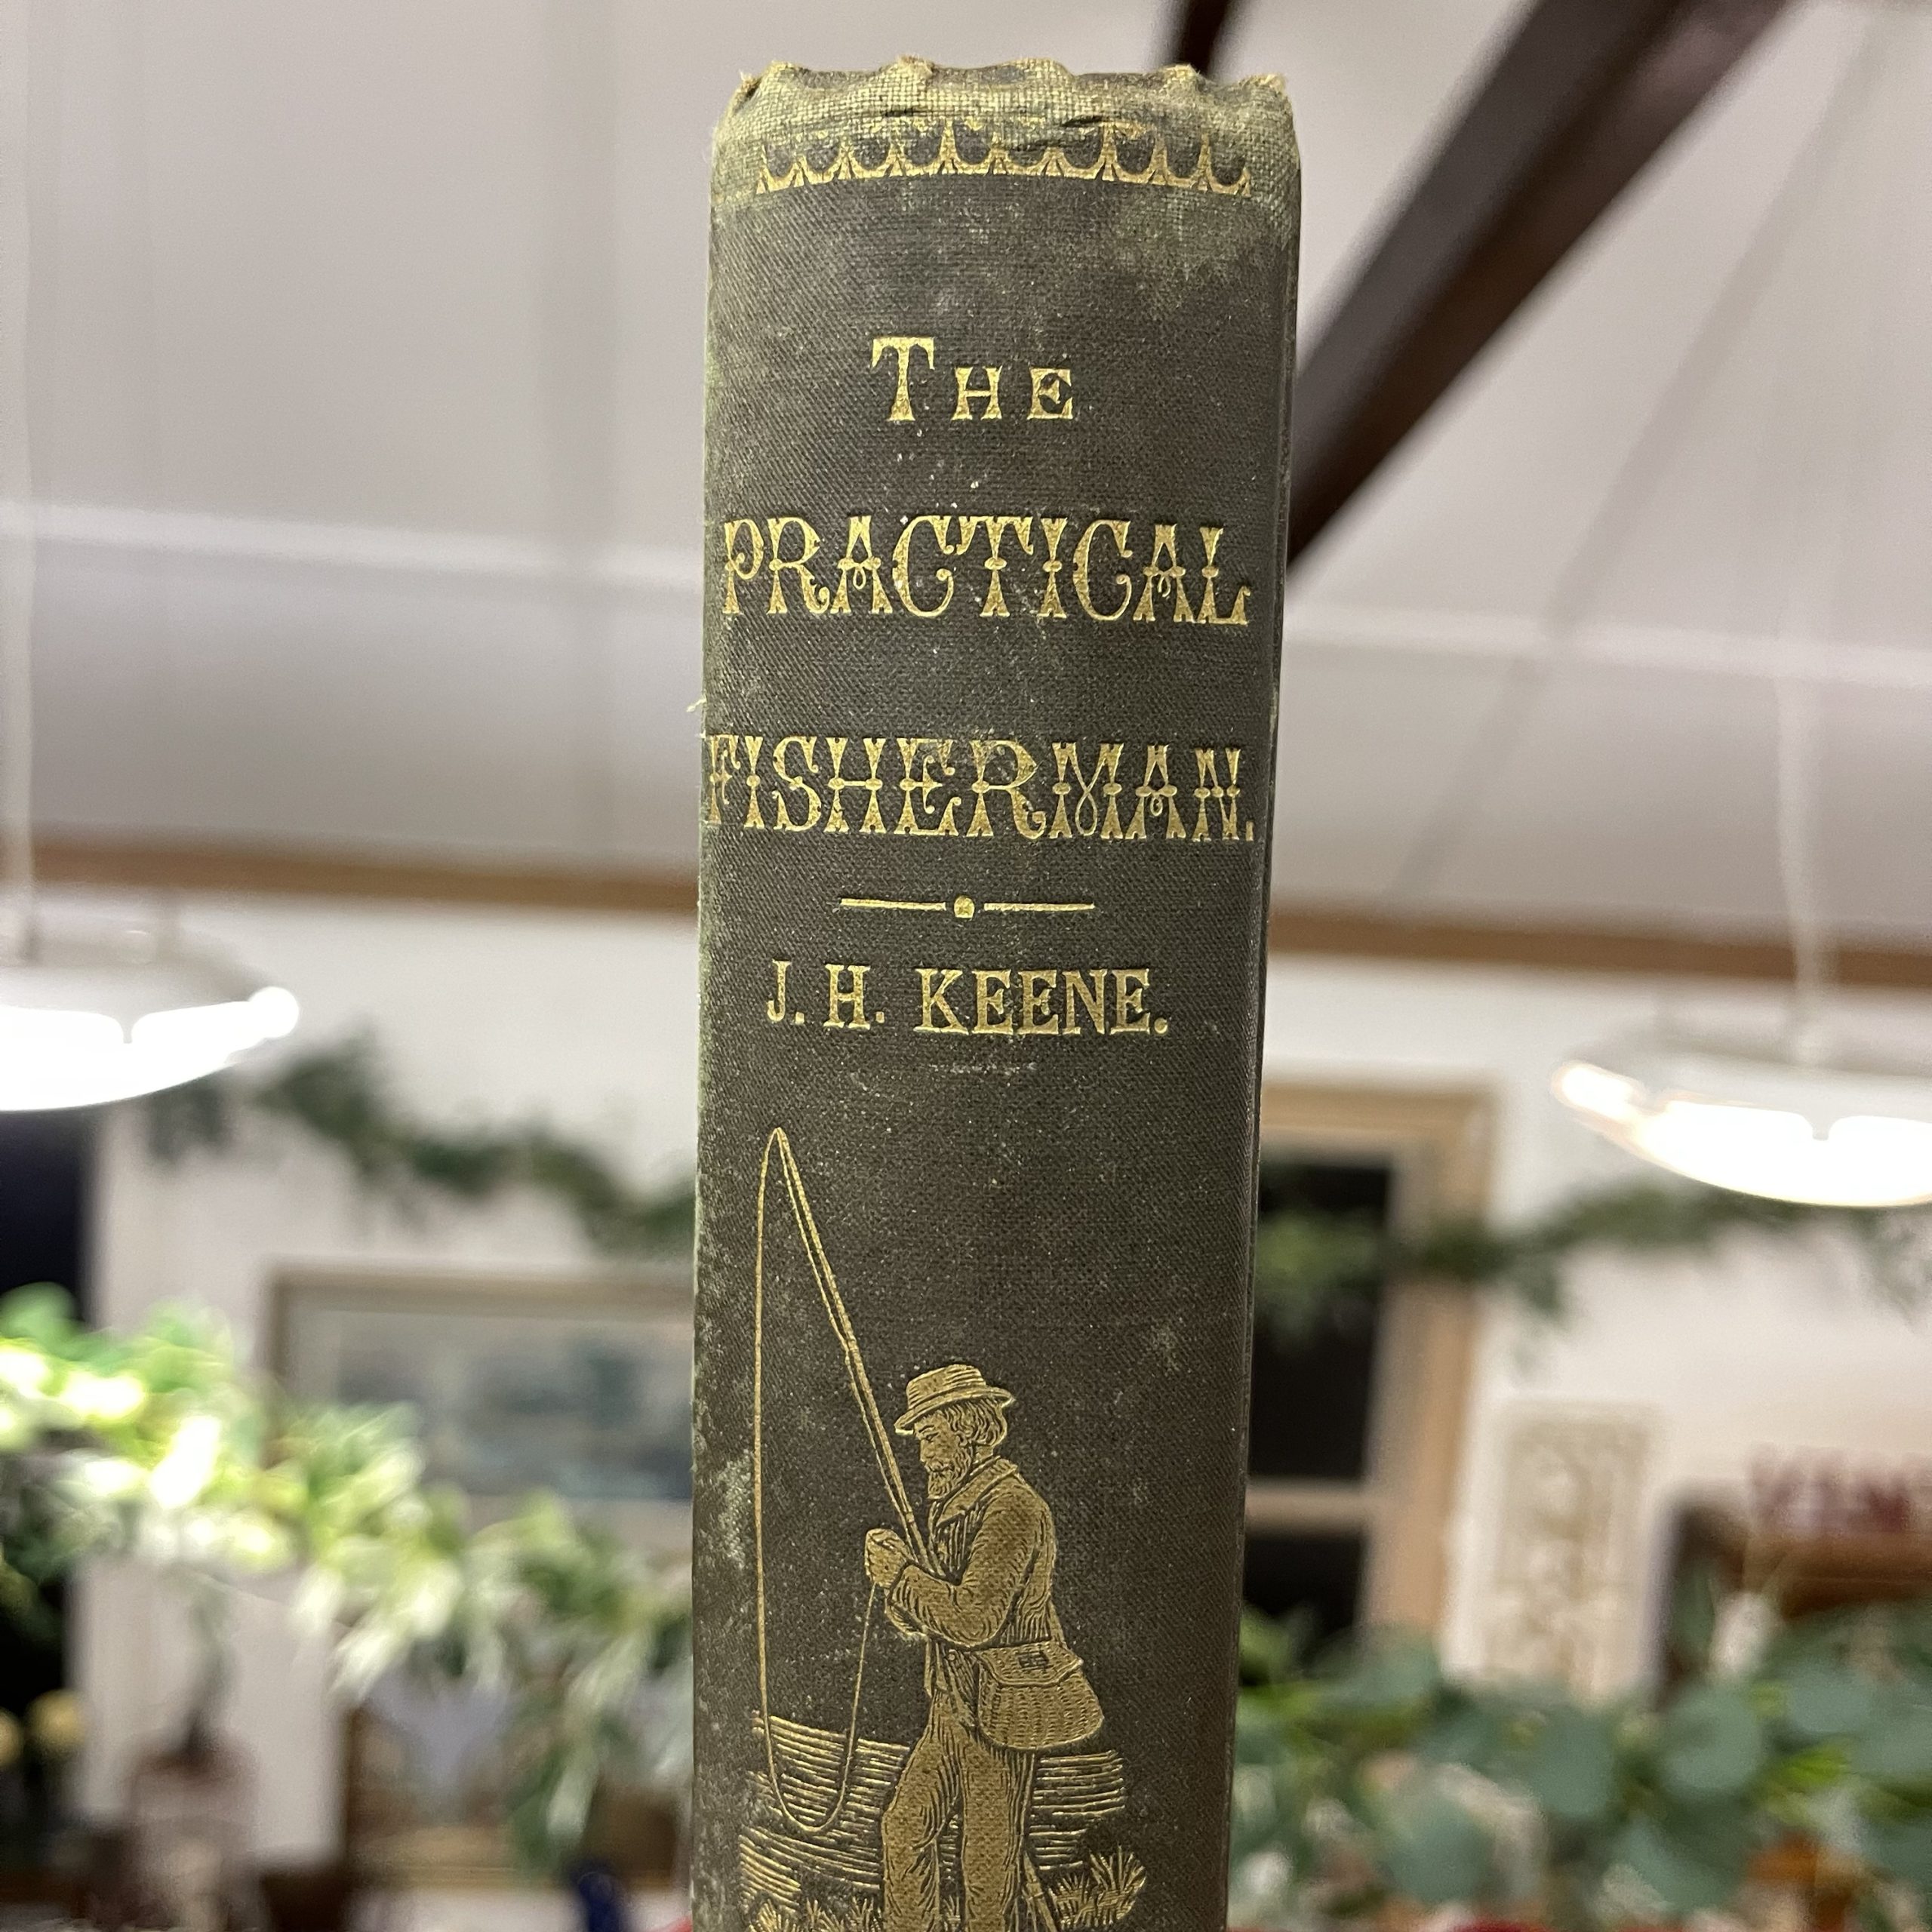 The
PRACTICAL
FISHERMAN.
J. H. KEENE.